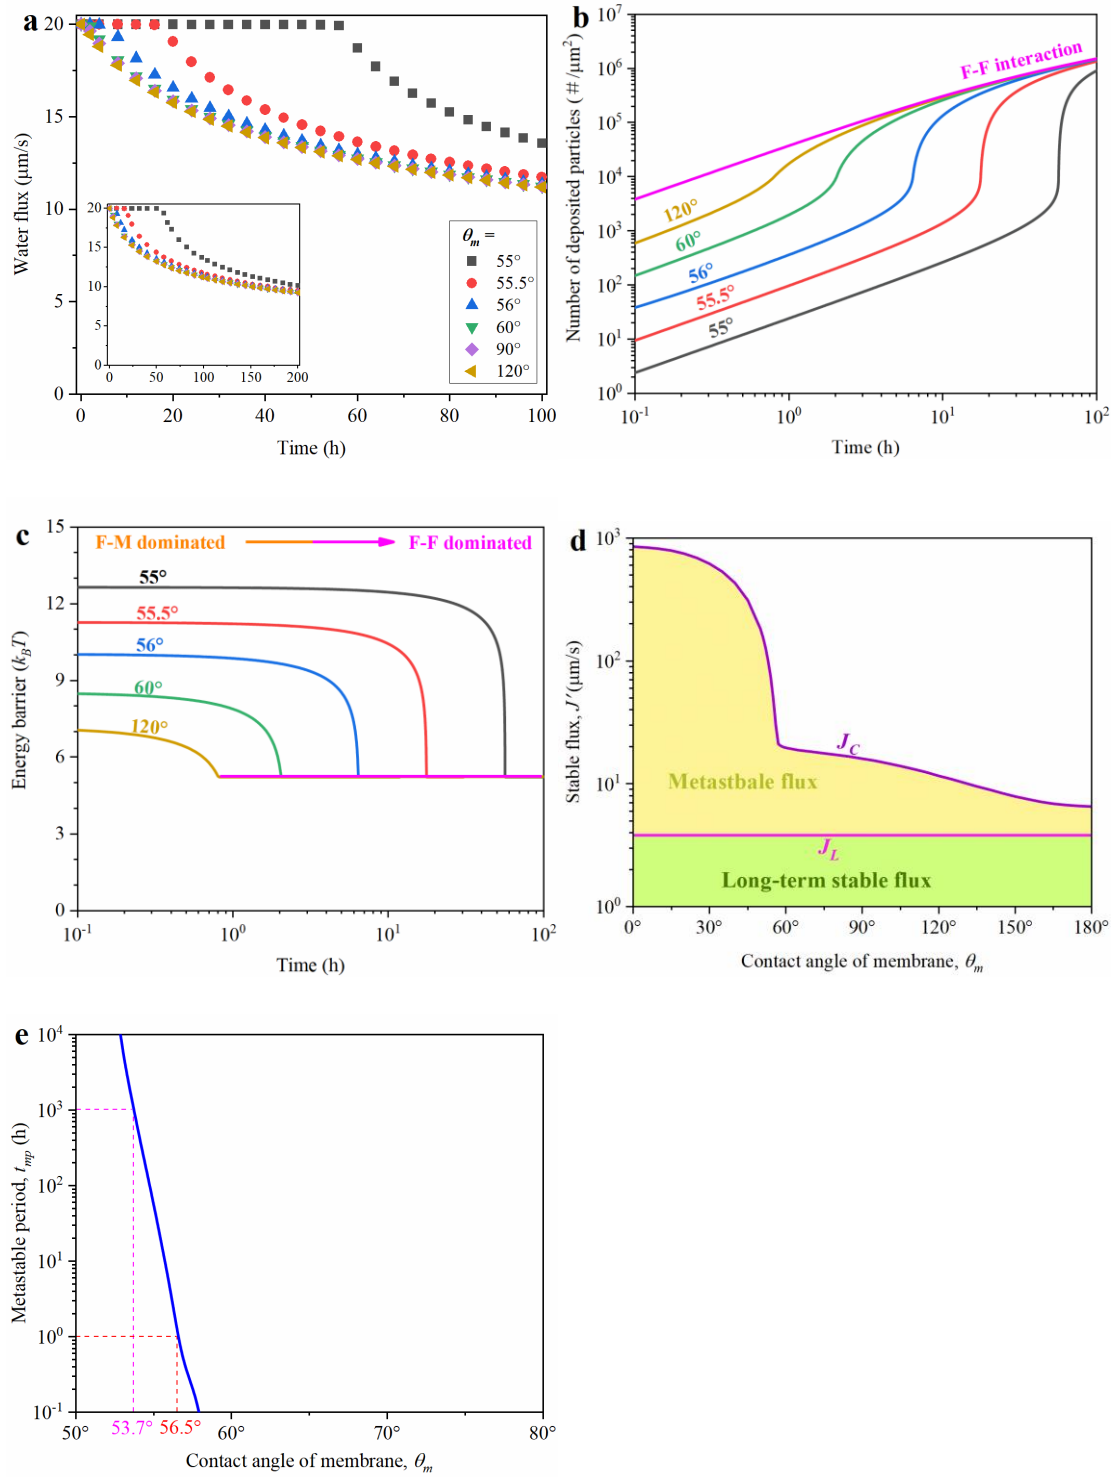 a
20
15
10
5
0
Water flux (μm/s)
0 20 40 60 80 100
Time (h)
20
15
10
5
0
0 50 100 150 200
θm =
55°
55.5°
56°
60°
90°
120°
b
10^7
10^6
10^5
10^4
10^3
10^2
10^1
10^0
Number of deposited particles (#/μm^2)
F-F interaction
120°
60°
56°
55.5°
55°
10^-1 10^0 10^1 10^2
Time (h)
c
15
12
9
6
3
0
Energy barrier (kBT)
F-M dominated
F-F dominated
55°
55.5°
56°
60°
120°
10^-1 10^0 10^1 10^2
Time (h)
d
10^3
10^2
10^1
10^0
Stable flux, J′(μm/s)
JC
Metastbale flux
JL
Long-term stable flux
0° 30° 60° 90° 120° 150° 180°
Contact angle of membrane, θm
e
10^4
10^3
10^2
10^1
10^0
10^-1
Metastable period, tmp (h)
53.7° 56.5°
50° 60° 70° 80°
Contact angle of membrane, θm